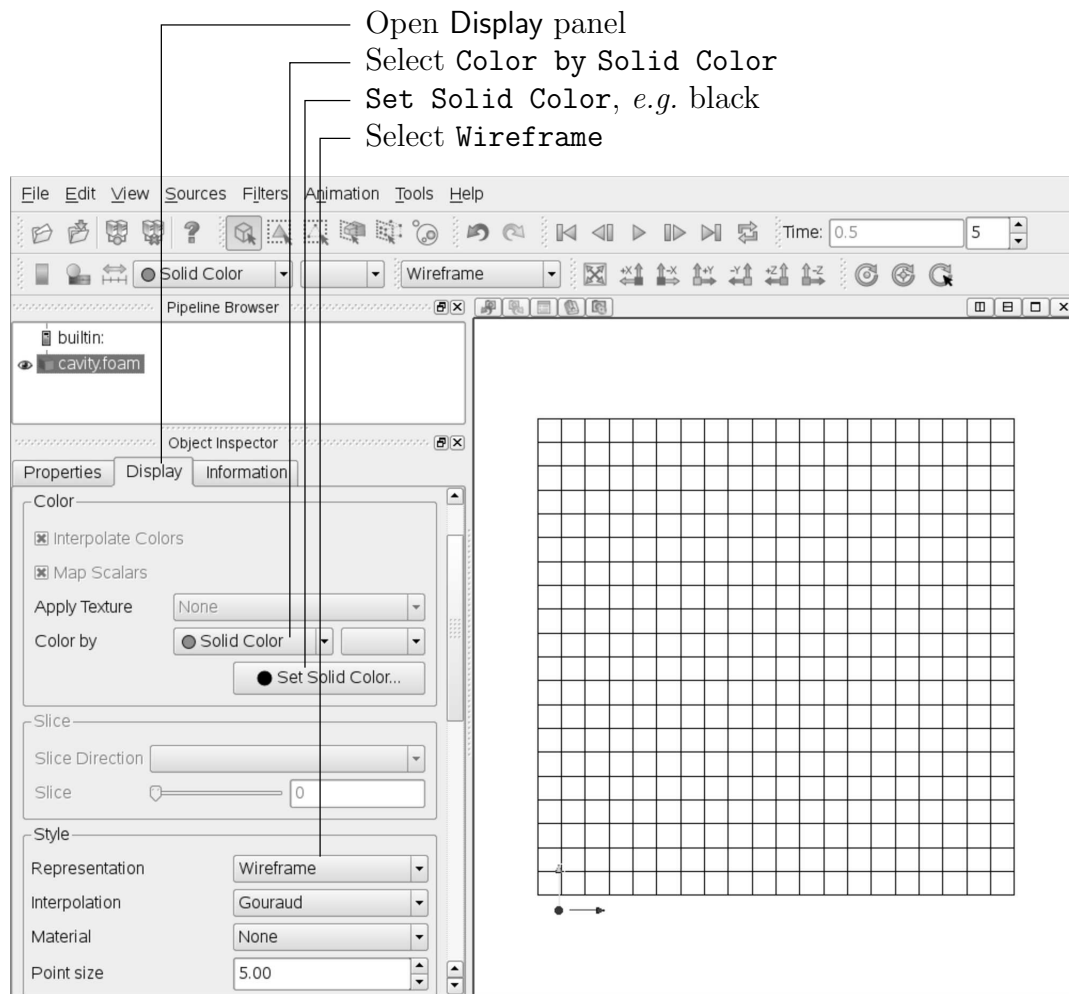 Open Display panel
Select Color by Solid Color
Set Solid Color, e.g. black
Select Wireframe
File Edit View Sources Filters Animation Tools Help
? Time: 0.5 5
Solid Color Wireframe +X -X +Y -Y +Z -Z
Pipeline Browser
builtin:
cavity.foam
Object Inspector
Properties Display Information
Color
Interpolate Colors
Map Scalars
Apply Texture None
Color by Solid Color
Set Solid Color...
Slice
Slice Direction
Slice 0
Style
Representation Wireframe
Interpolation Gouraud
Material None
Point size 5.00